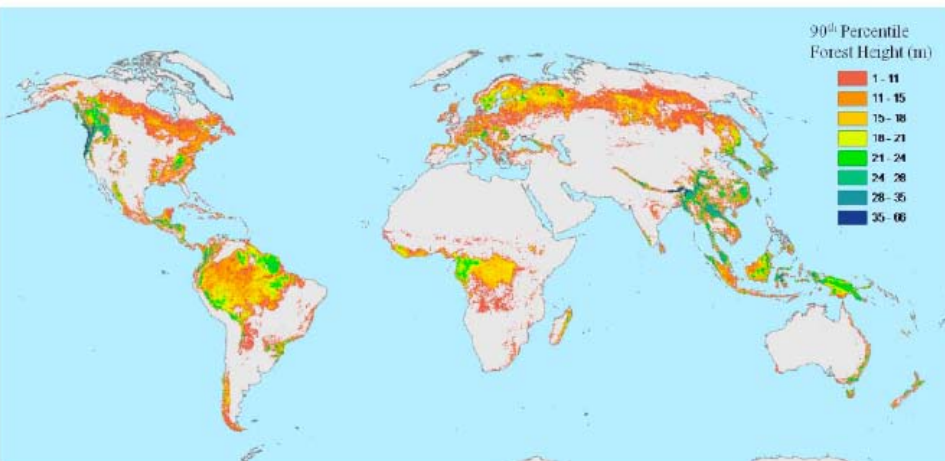 90th Percentile
Forest Height (m)
1 - 11
11 - 15
15 - 18
18 - 21
21 - 24
24 - 28
28 - 35
35 - 66